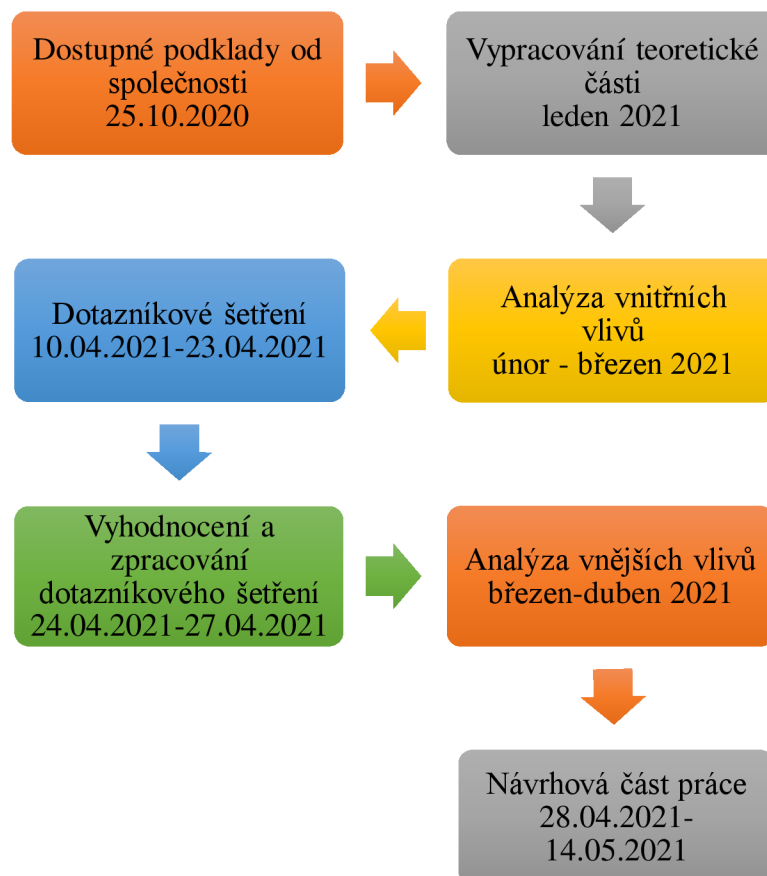 Dostupné podklady od
společnosti
25.10.2020
Vypracování teoretické
části
leden 2021
Analýza vnitřních
vlivů
únor - březen 2021
Dotazníkové šetření
10.04.2021-23.04.2021
Vyhodnocení a
zpracování
dotazníkového šetření
24.04.2021-27.04.2021
Analýza vnějších vlivů
březen-duben 2021
Návrhová část práce
28.04.2021-
14.05.2021